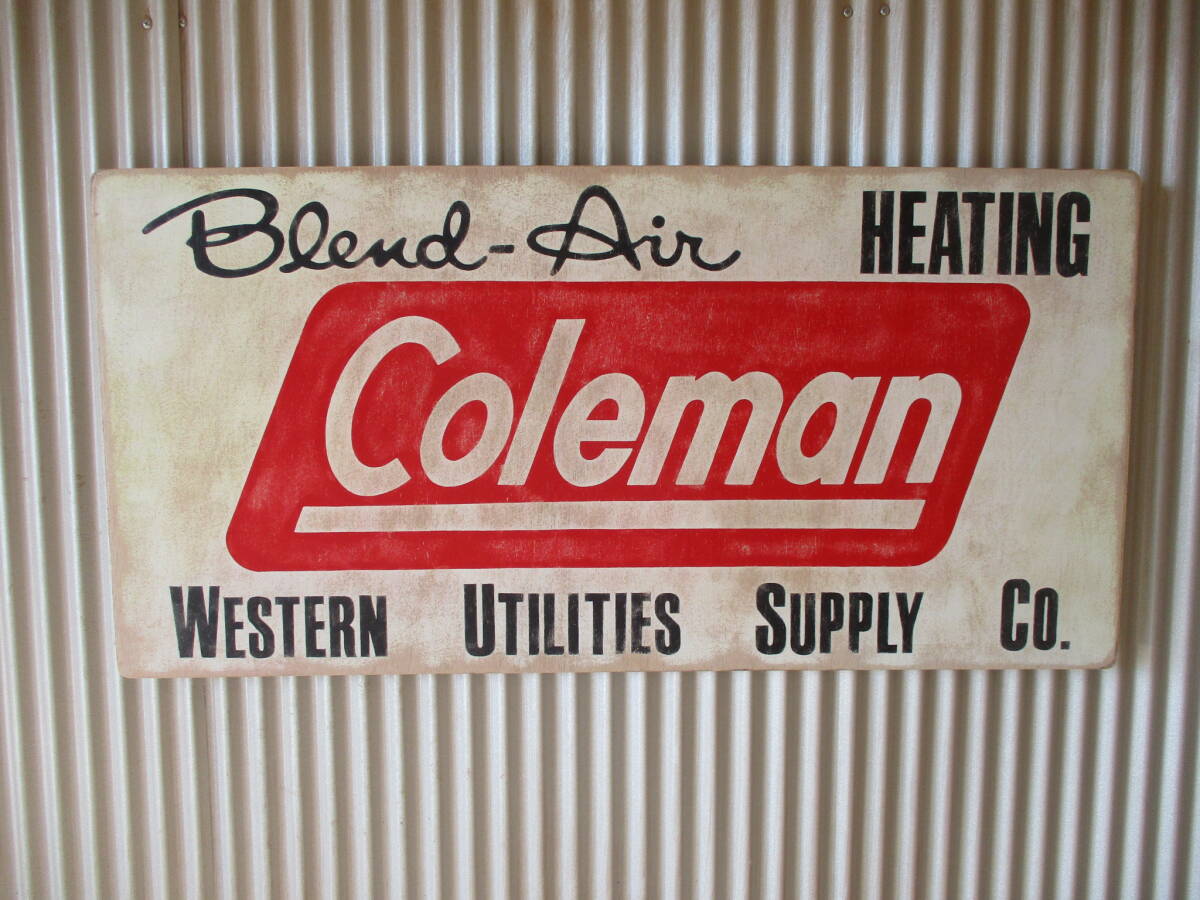 Blend-Air HEATING
Coleman
WESTERN UTILITIES SUPPLY CO.